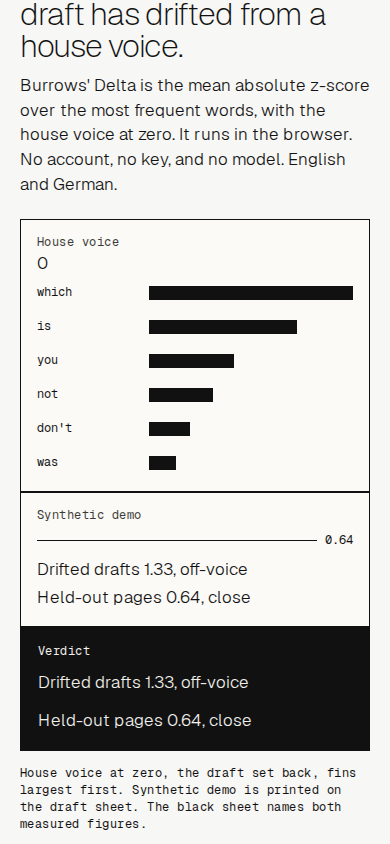 draft has drifted from a
house voice.
Burrows' Delta is the mean absolute z-score
over the most frequent words, with the
house voice at zero. It runs in the browser.
No account, no key, and no model. English
and German.
House voice
0
which
is
you
not
don't
was
Synthetic demo
0.64
Drifted drafts 1.33, off-voice
Held-out pages 0.64, close
Verdict
Drifted drafts 1.33, off-voice
Held-out pages 0.64, close
House voice at zero, the draft set back, fins
largest first. Synthetic demo is printed on
the draft sheet. The black sheet names both
measured figures.